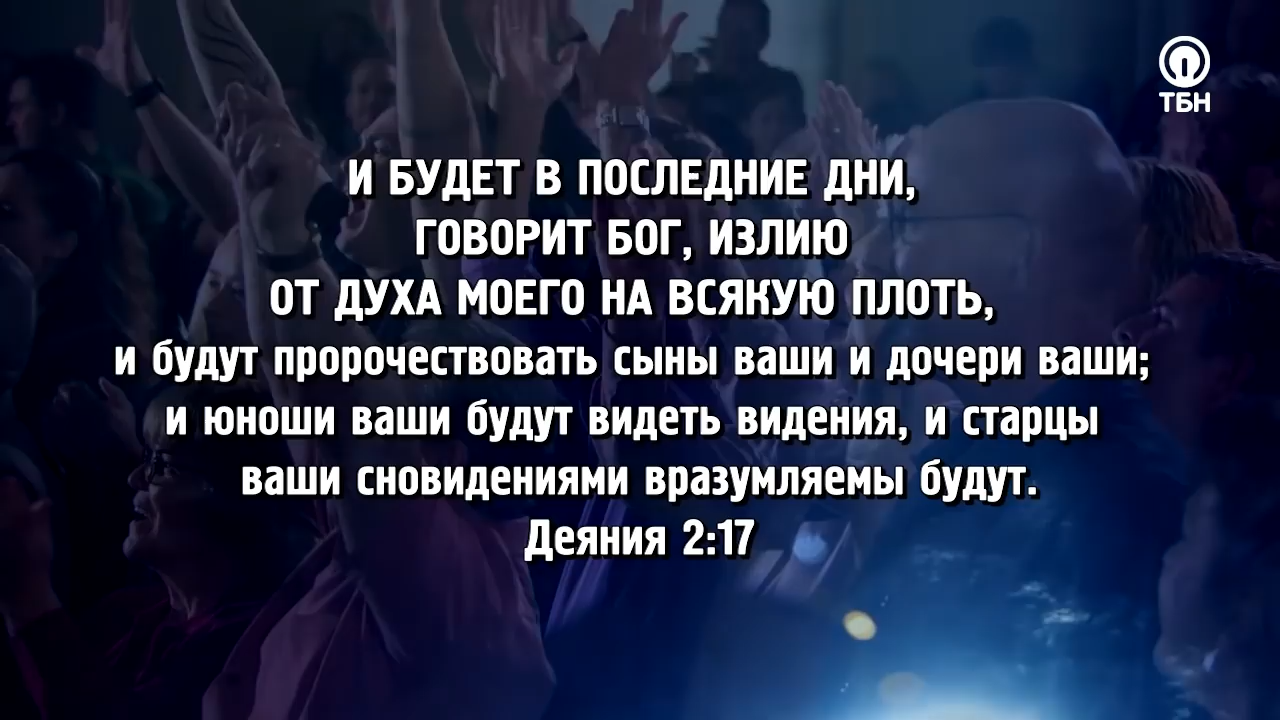 ТБН
И БУДЕТ В ПОСЛЕДНИЕ ДНИ,
ГОВОРИТ БОГ, ИЗЛИЮ
ОТ ДУХА МОЕГО НА ВСЯКУЮ ПЛОТЬ,
и будут пророчествовать сыны ваши и дочери ваши;
и юноши ваши будут видеть видения, и старцы
ваши сновидениями вразумляемы будут.
Деяния 2:17